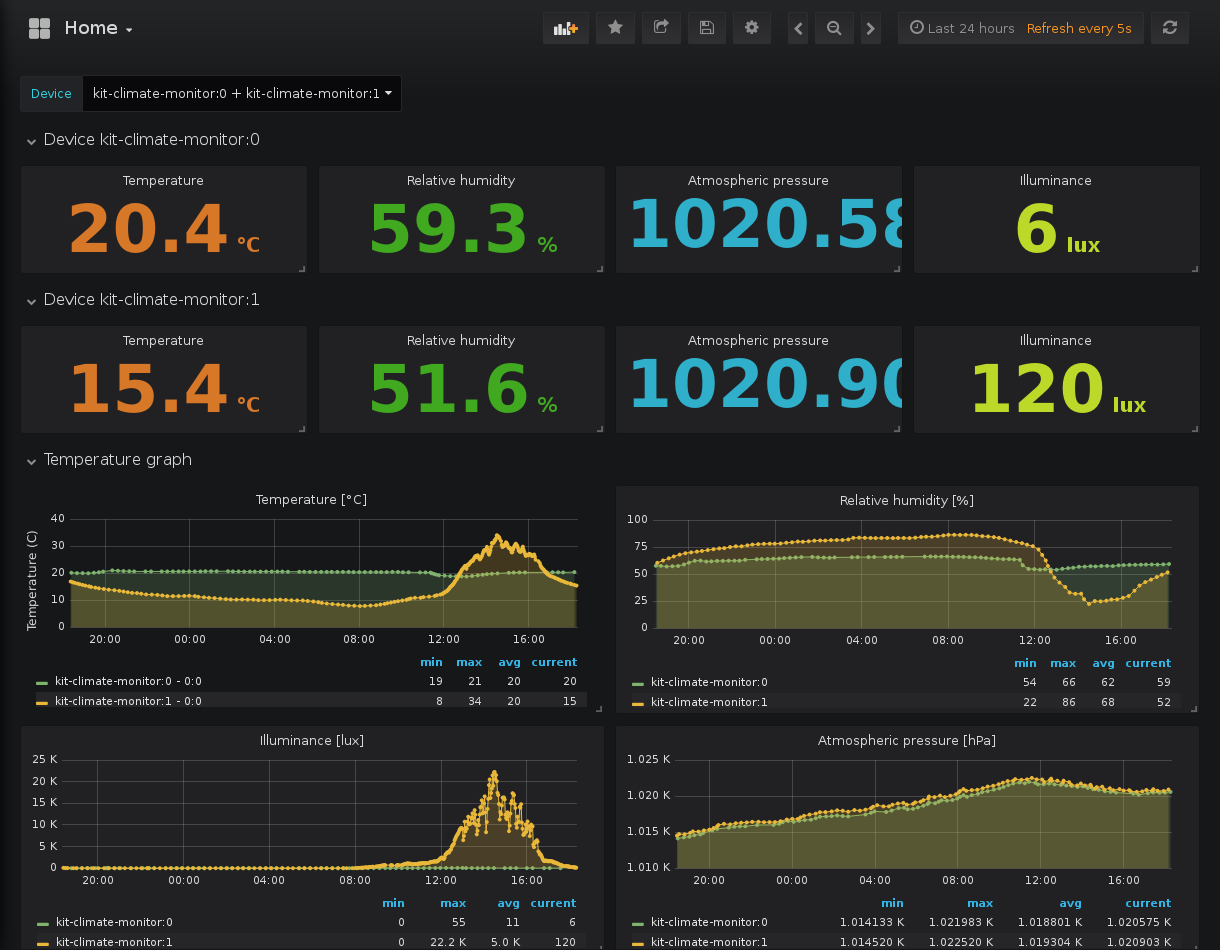 Home
Last 24 hours Refresh every 5s
Device kit-climate-monitor:0 + kit-climate-monitor:1
Device kit-climate-monitor:0
Temperature Relative humidity Atmospheric pressure Illuminance
20.4 °C 59.3 % 1020.58 6 lux
Device kit-climate-monitor:1
Temperature Relative humidity Atmospheric pressure Illuminance
15.4 °C 51.6 % 1020.90 120 lux
Temperature graph
Temperature [°C]
Temperature (C)
40
30
20
10
0
20:00 00:00 04:00 08:00 12:00 16:00
min max avg current
kit-climate-monitor:0 - 0:0 19 21 20 20
kit-climate-monitor:1 - 0:0 8 34 20 15
Relative humidity [%]
100
75
50
25
0
20:00 00:00 04:00 08:00 12:00 16:00
min max avg current
kit-climate-monitor:0 54 66 62 59
kit-climate-monitor:1 22 86 68 52
Illuminance [lux]
25 K
20 K
15 K
10 K
5 K
0
20:00 00:00 04:00 08:00 12:00 16:00
min max avg current
kit-climate-monitor:0 0 55 11 6
kit-climate-monitor:1 0 22.2 K 5.0 K 120
Atmospheric pressure [hPa]
1.025 K
1.020 K
1.015 K
1.010 K
20:00 00:00 04:00 08:00 12:00 16:00
min max avg current
kit-climate-monitor:0 1.014133 K 1.021983 K 1.018801 K 1.020575 K
kit-climate-monitor:1 1.014520 K 1.022520 K 1.019304 K 1.020903 K